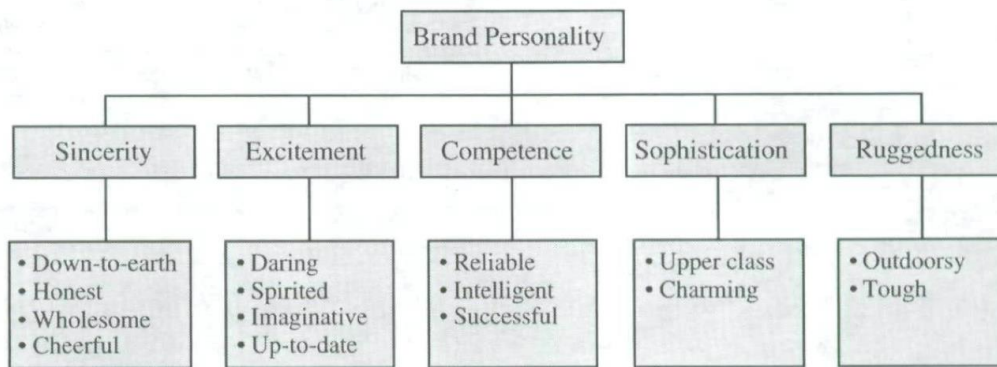 Brand Personality
Sincerity
Excitement
Competence
Sophistication
Ruggedness
• Down-to-earth
• Honest
• Wholesome
• Cheerful
• Daring
• Spirited
• Imaginative
• Up-to-date
• Reliable
• Intelligent
• Successful
• Upper class
• Charming
• Outdoorsy
• Tough